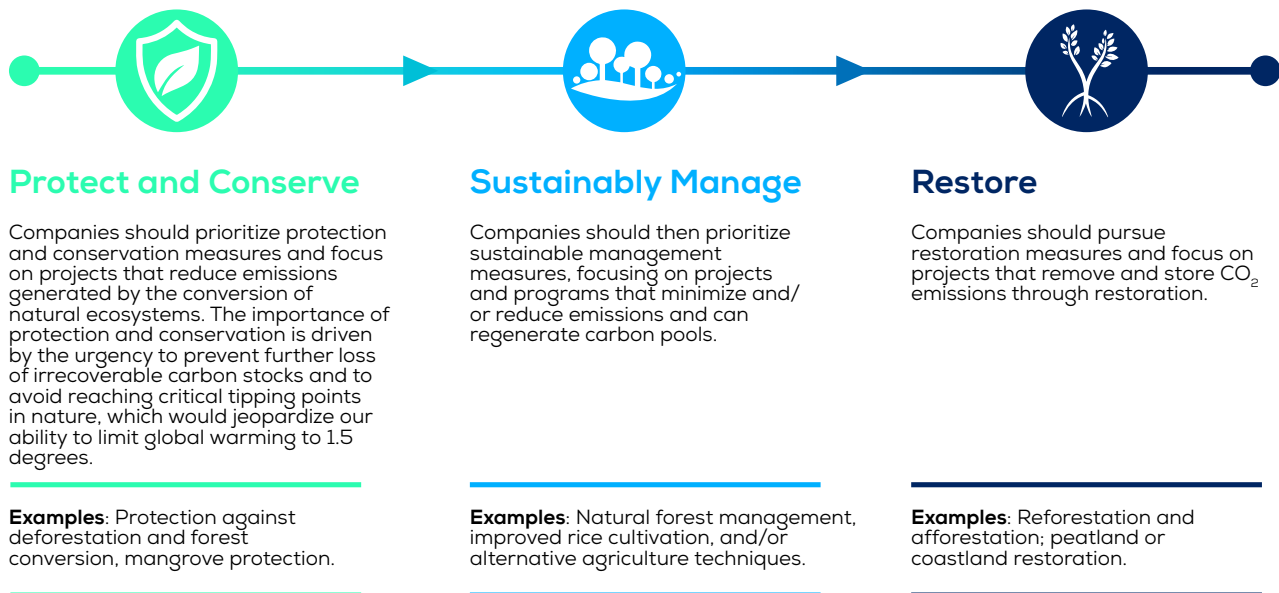 Protect and Conserve
Companies should prioritize protection
and conservation measures and focus
on projects that reduce emissions
generated by the conversion of
natural ecosystems. The importance of
protection and conservation is driven
by the urgency to prevent further loss
of irrecoverable carbon stocks and to
avoid reaching critical tipping points
in nature, which would jeopardize our
ability to limit global warming to 1.5
degrees.
Examples: Protection against
deforestation and forest
conversion, mangrove protection.
Sustainably Manage
Companies should then prioritize
sustainable management
measures, focusing on projects
and programs that minimize and/
or reduce emissions and can
regenerate carbon pools.
Examples: Natural forest management,
improved rice cultivation, and/or
alternative agriculture techniques.
Restore
Companies should pursue
restoration measures and focus on
projects that remove and store CO₂
emissions through restoration.
Examples: Reforestation and
afforestation; peatland or
coastland restoration.